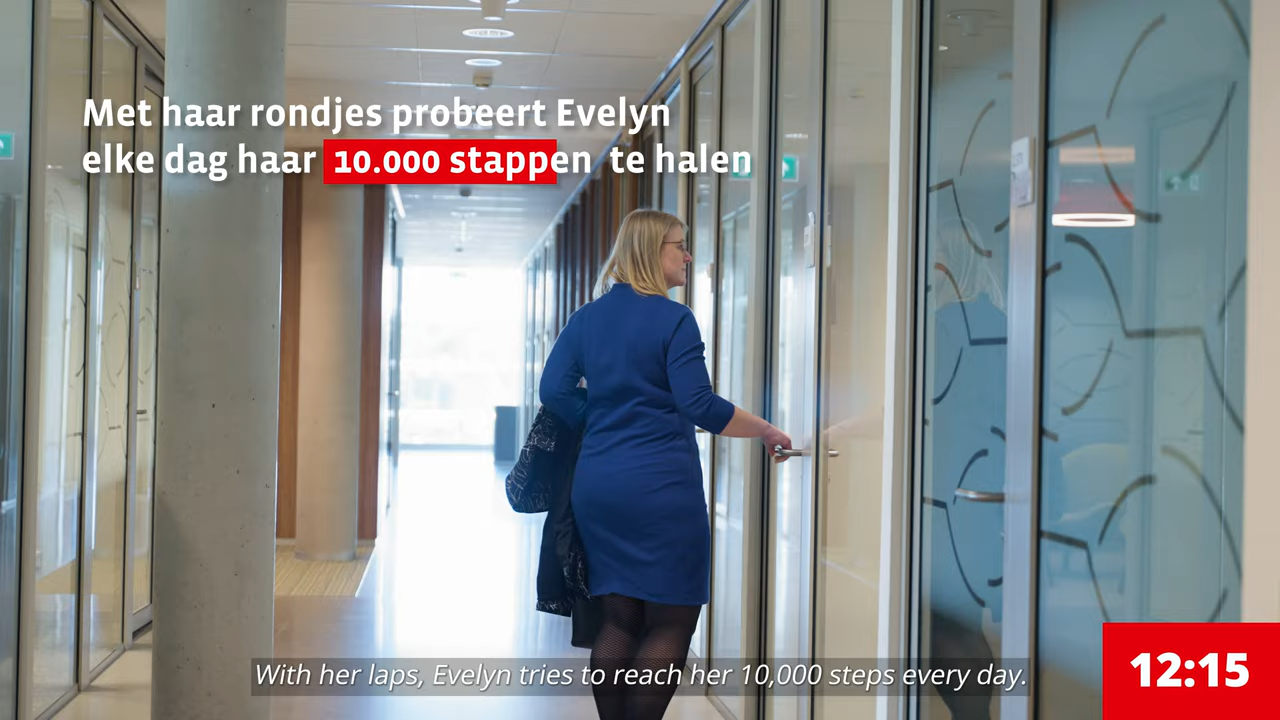 Met haar rondjes probeert Evelyn
elke dag haar 10.000 stappen te halen
With her laps, Evelyn tries to reach her 10,000 steps every day.
12:15